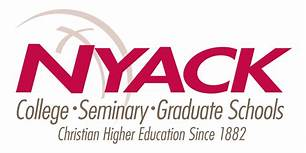 NYACK
College·Seminary·Graduate Schools
Christian Higher Education Since 1882